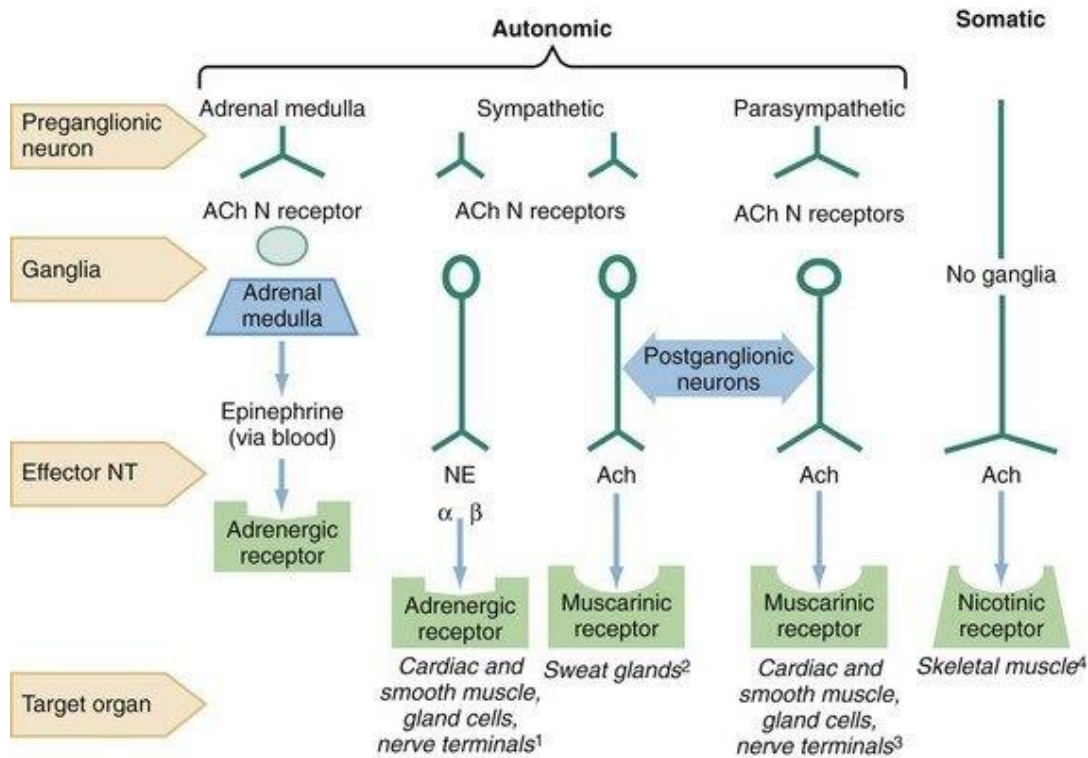 Somatic
Autonomic
Preganglionic
neuron
Adrenal medulla
Sympathetic
Parasympathetic
ACh N receptor
ACh N receptors
ACh N receptors
Ganglia
Adrenal
medulla
No ganglia
Postganglionic
neurons
Epinephrine
(via blood)
Effector NT
NE
Ach
Ach
Ach
α β
Adrenergic
receptor
Adrenergic
receptor
Muscarinic
receptor
Muscarinic
receptor
Nicotinic
receptor
Target organ
Cardiac and
smooth muscle,
gland cells,
nerve terminals¹
Sweat glands²
Cardiac and
smooth muscle,
gland cells,
nerve terminals³
Skeletal muscle⁴